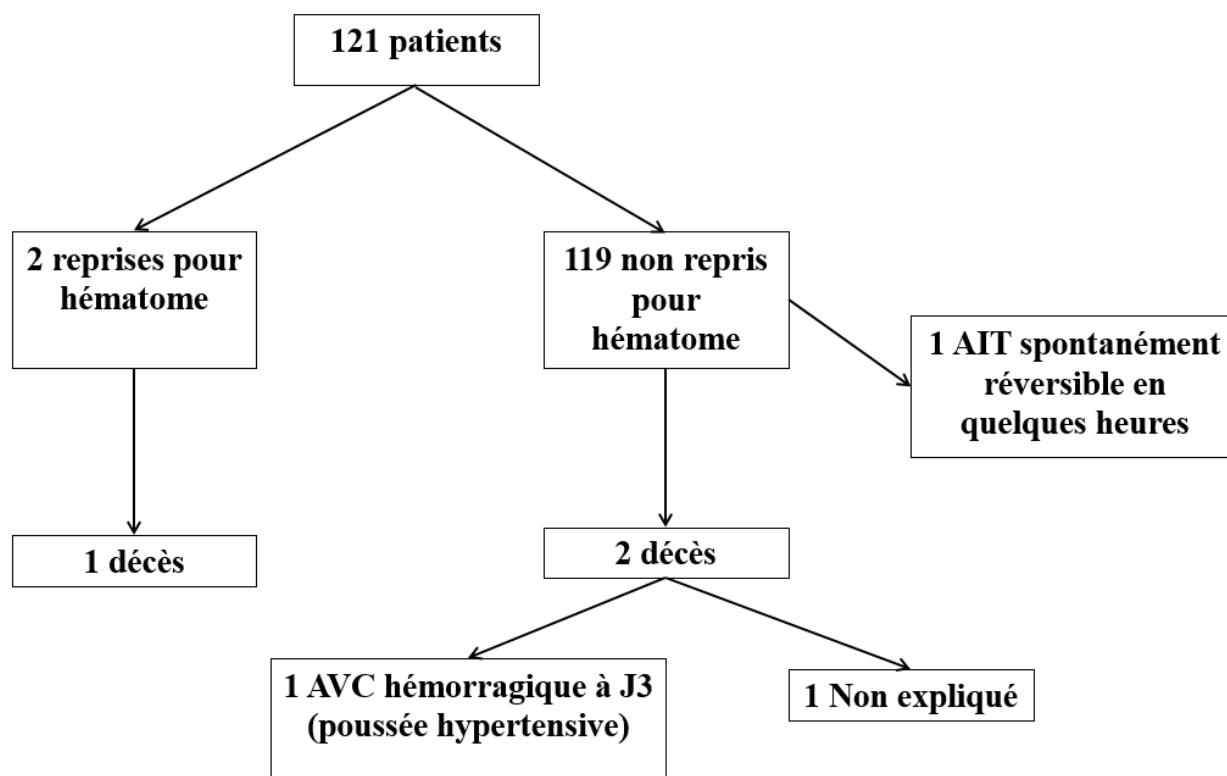 121 patients
2 reprises pour
hématome
119 non repris
pour
hématome
1 AIT spontanément
réversible en
quelques heures
1 décès
2 décès
1 AVC hémorragique à J3
(poussée hypertensive)
1 Non expliqué